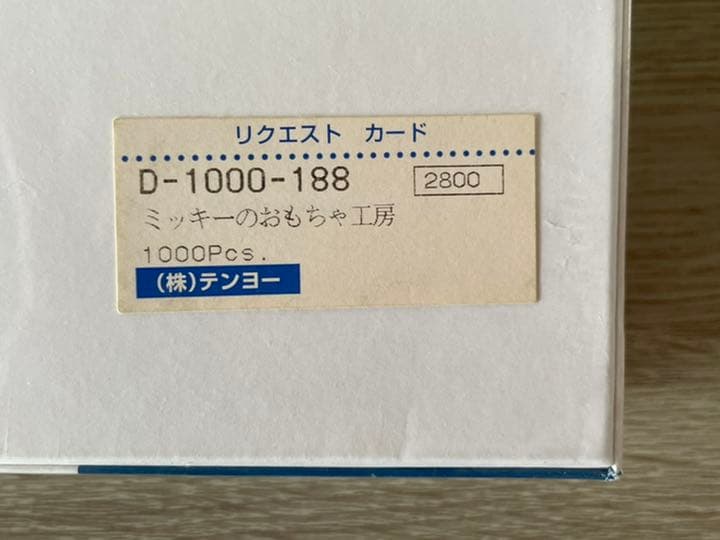 リクエスト カード
D-1000-188 2800
ミッキーのおもちゃ工房
1000Pcs.
(株)テンヨー